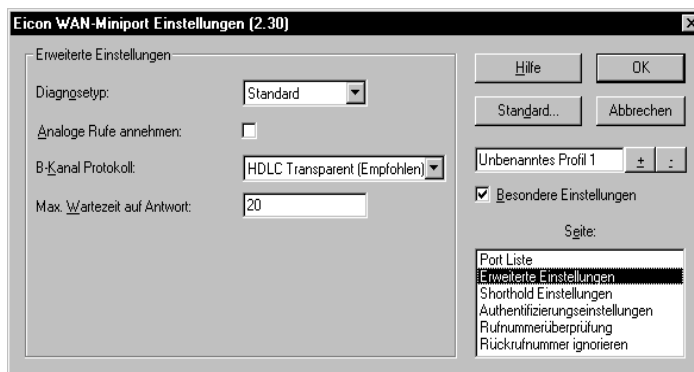 Eicon WAN-Miniport Einstellungen (2.30)
Erweiterte Einstellungen
Diagnosetyp:
Standard
Analoge Rufe annehmen:
B-Kanal Protokoll:
HDLC Transparent (Empfohlen)
Max. Wartezeit auf Antwort:
20
Hilfe
OK
Standard...
Abbrechen
Unbenanntes Profil 1
+
-
Besondere Einstellungen
Seite:
Port Liste
Erweiterte Einstellungen
Shorthold Einstellungen
Authentifizierungseinstellungen
Rufnummerüberprüfung
Rückrufnummer ignorieren